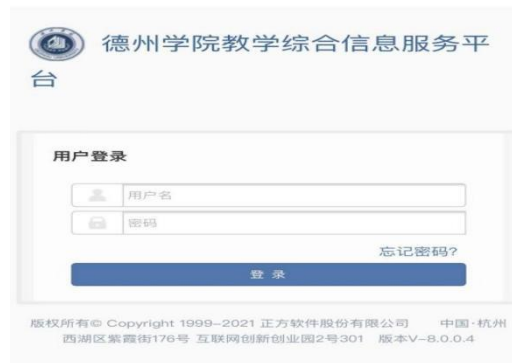 德州学院教学综合信息服务平
台
用户登录
用户名
密码
忘记密码?
登 录
版权所有© Copyright 1999-2021 正方软件股份有限公司 中国·杭州
西湖区紫霞街176号 互联网创新创业园2号301 版本V-8.0.0.4